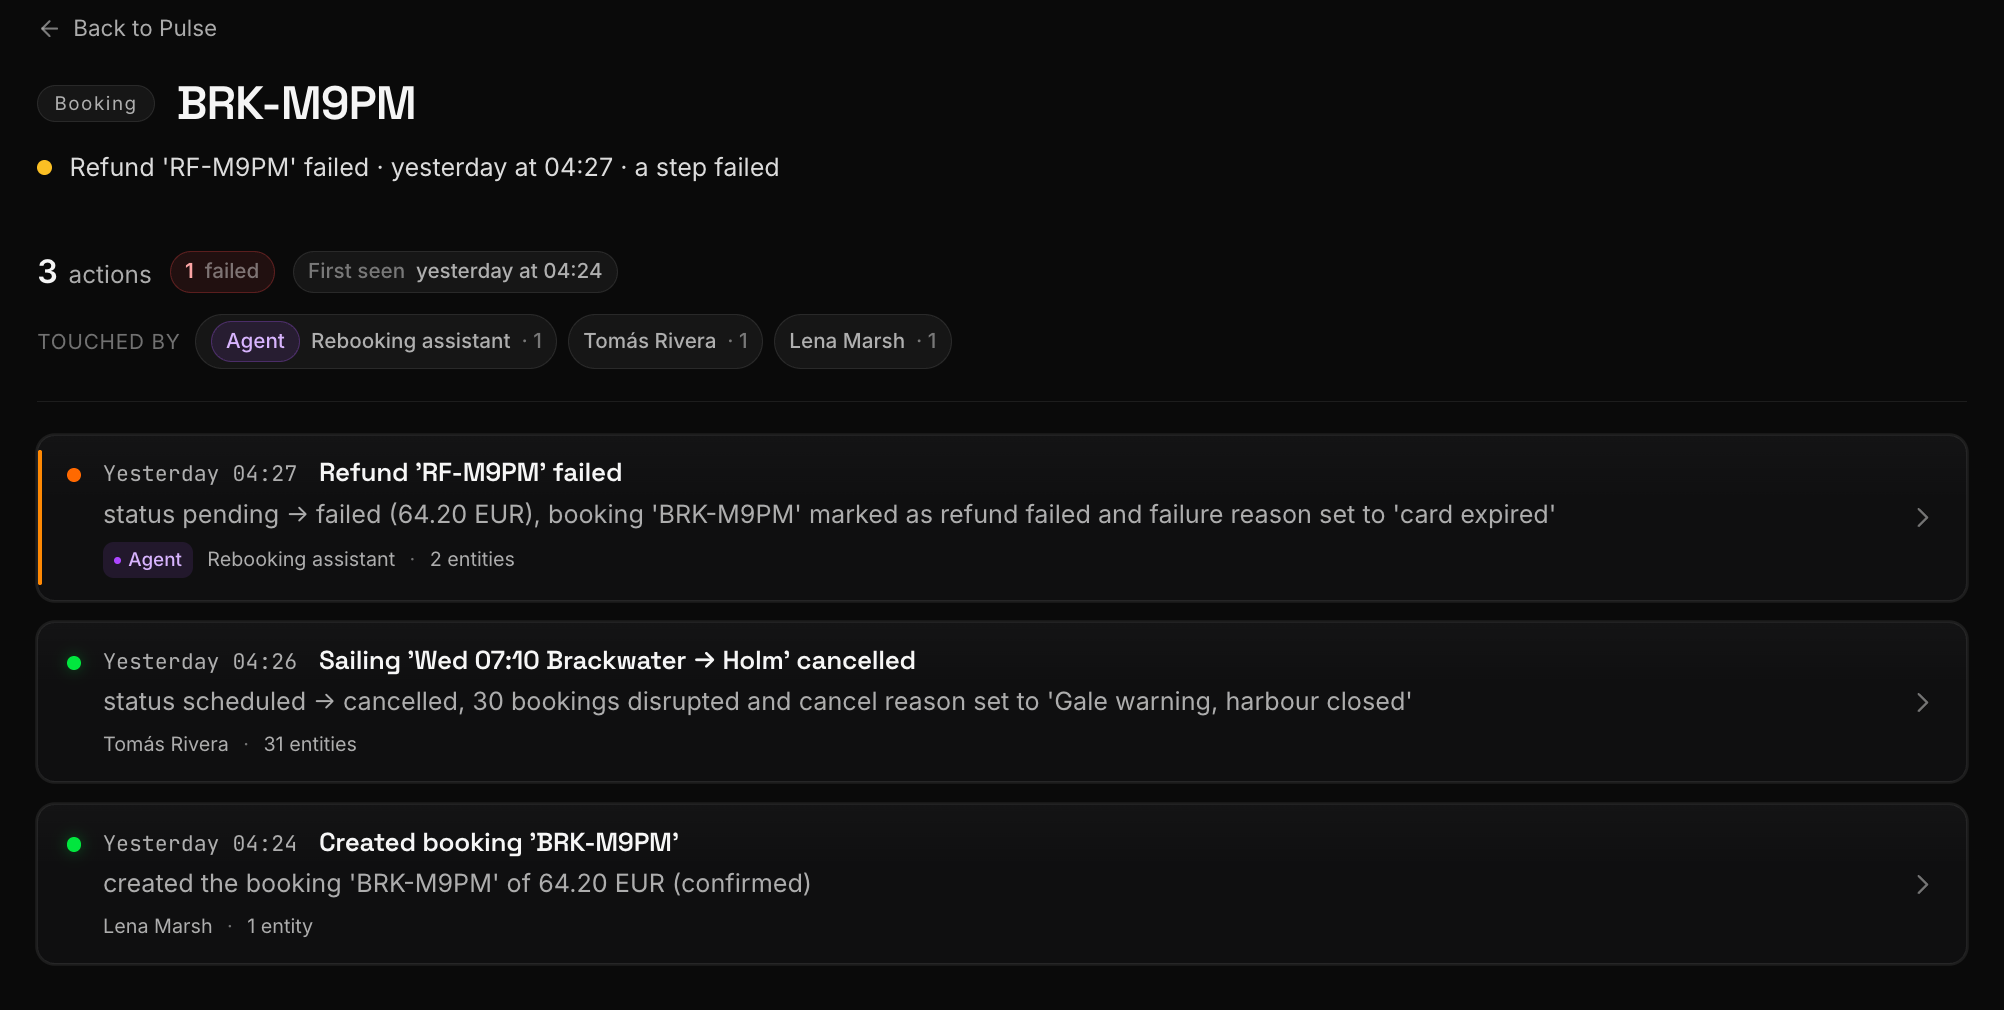 ← Back to Pulse
Booking BRK-M9PM
Refund 'RF-M9PM' failed · yesterday at 04:27 · a step failed
3 actions 1 failed First seen yesterday at 04:24
TOUCHED BY Agent Rebooking assistant · 1 Tomás Rivera · 1 Lena Marsh · 1
Yesterday 04:27 Refund 'RF-M9PM' failed
status pending → failed (64.20 EUR), booking 'BRK-M9PM' marked as refund failed and failure reason set to 'card expired'
Agent Rebooking assistant · 2 entities
Yesterday 04:26 Sailing 'Wed 07:10 Brackwater → Holm' cancelled
status scheduled → cancelled, 30 bookings disrupted and cancel reason set to 'Gale warning, harbour closed'
Tomás Rivera · 31 entities
Yesterday 04:24 Created booking 'BRK-M9PM'
created the booking 'BRK-M9PM' of 64.20 EUR (confirmed)
Lena Marsh · 1 entity